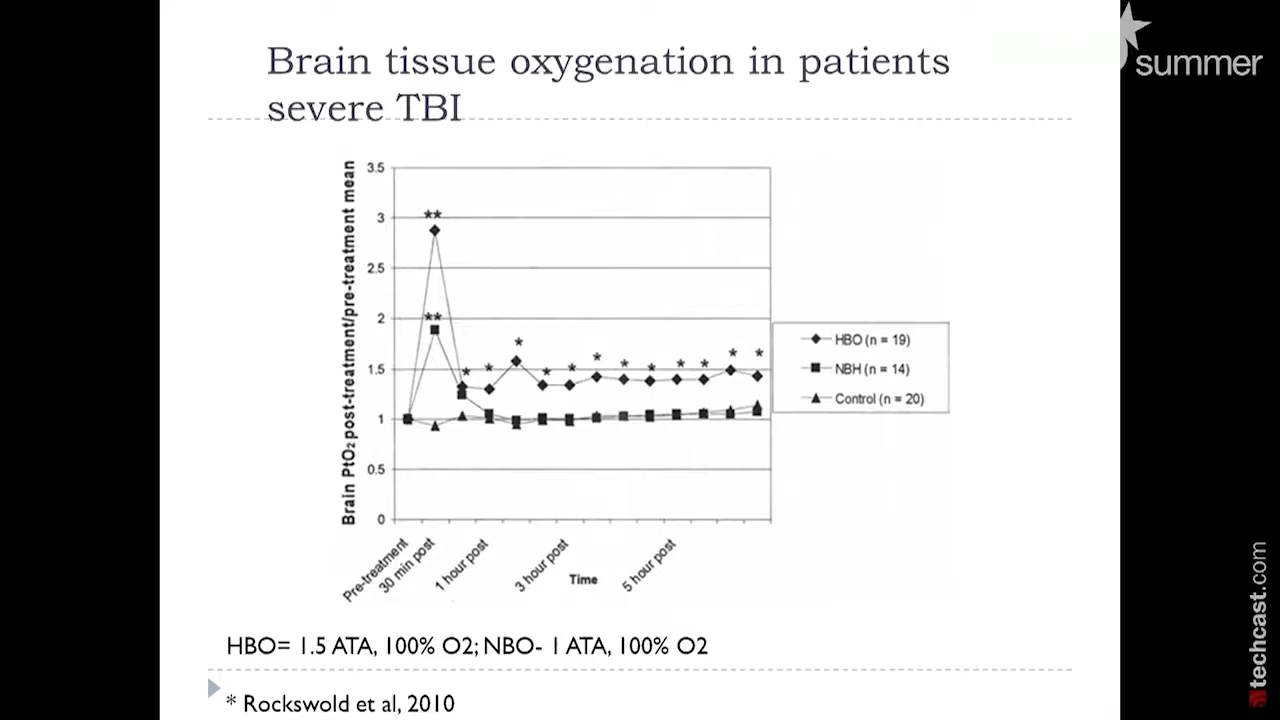 summer
Brain tissue oxygenation in patients
severe TBI
Brain PtO2 post-treatment/pre-treatment mean
3.5
3
2.5
2
1.5
1
0.5
0
**
**
*
*
*
*
*
*
*
*
*
*
*
*
HBO (n = 19)
NBH (n = 14)
Control (n = 20)
Pre-treatment
30 min post
1 hour post
3 hour post
5 hour post
Time
HBO= 1.5 ATA, 100% O2; NBO- 1 ATA, 100% O2
* Rockswold et al, 2010
techcast.com